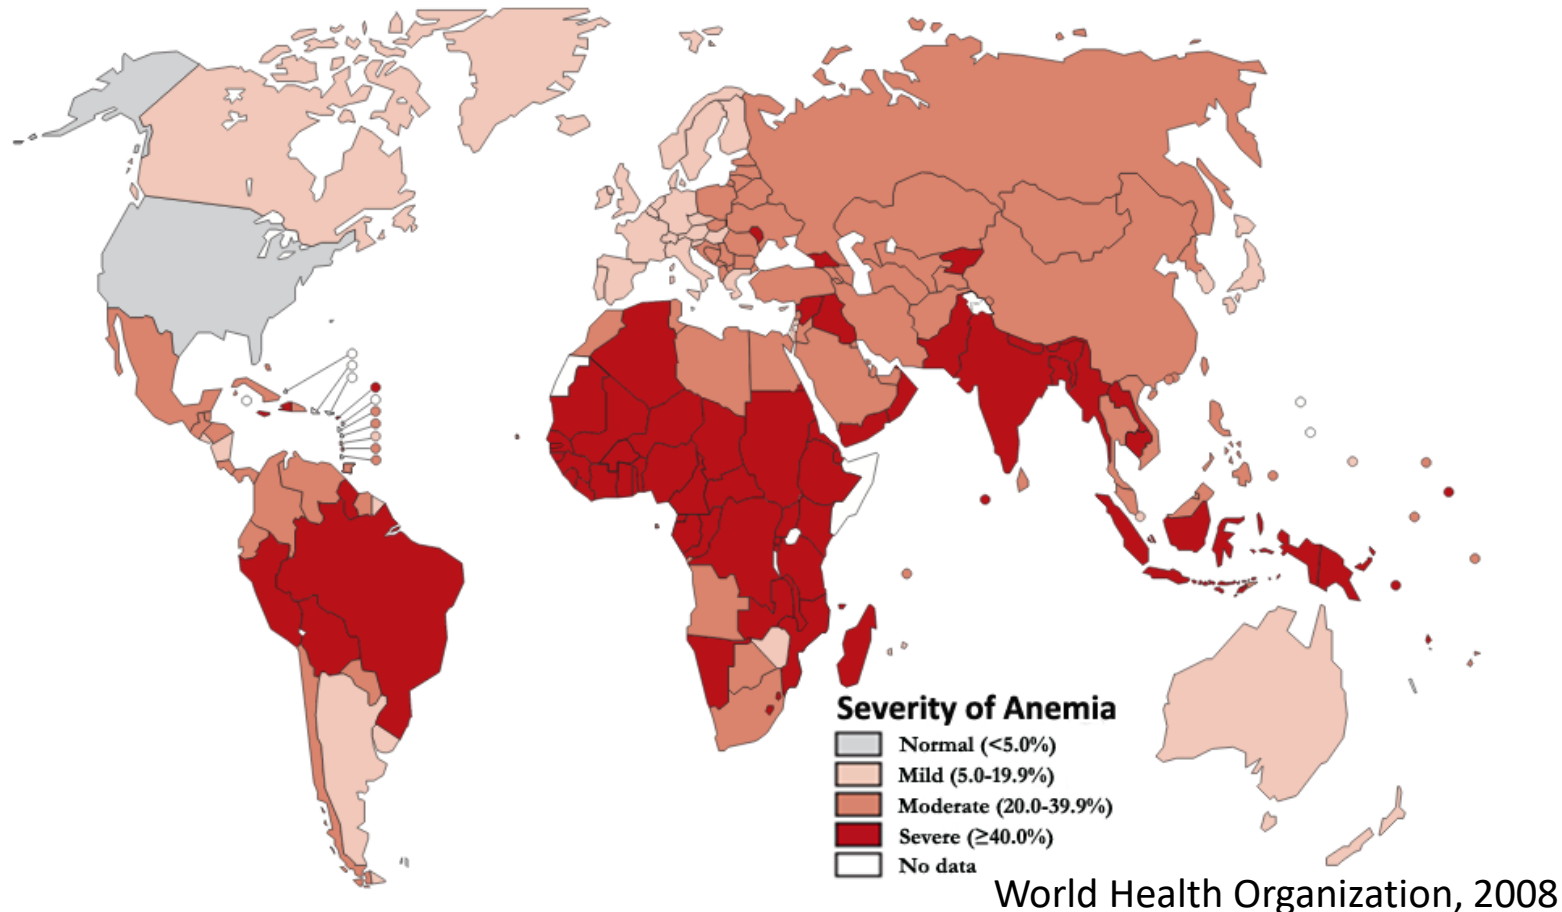 Severity of Anemia
Normal (<5.0%)
Mild (5.0-19.9%)
Moderate (20.0-39.9%)
Severe (≥40.0%)
No data
World Health Organization, 2008